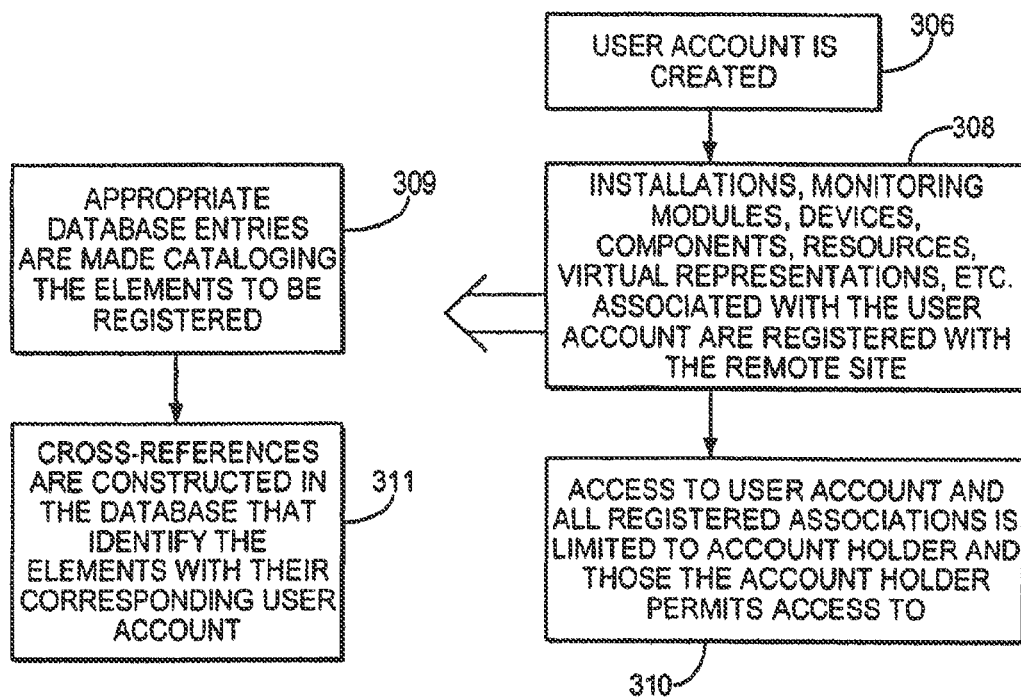 306
USER ACCOUNT IS
CREATED
308
INSTALLATIONS, MONITORING
MODULES, DEVICES,
COMPONENTS, RESOURCES,
VIRTUAL REPRESENTATIONS, ETC.
ASSOCIATED WITH THE USER
ACCOUNT ARE REGISTERED WITH
THE REMOTE SITE
309
APPROPRIATE
DATABASE ENTRIES
ARE MADE CATALOGING
THE ELEMENTS TO BE
REGISTERED
311
CROSS-REFERENCES
ARE CONSTRUCTED IN
THE DATABASE THAT
IDENTIFY THE
ELEMENTS WITH THEIR
CORRESPONDING USER
ACCOUNT
ACCESS TO USER ACCOUNT AND
ALL REGISTERED ASSOCIATIONS IS
LIMITED TO ACCOUNT HOLDER AND
THOSE THE ACCOUNT HOLDER
PERMITS ACCESS TO
310